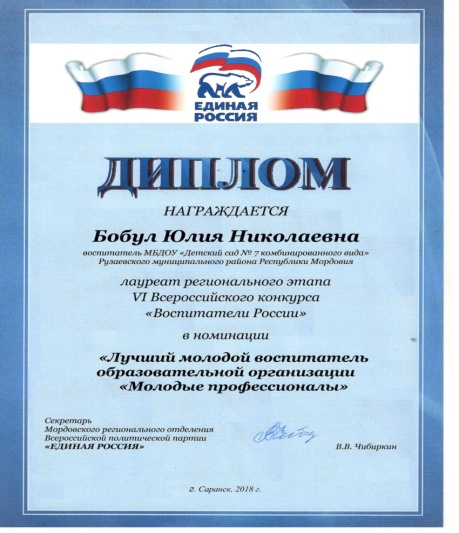 ЕДИНАЯ
РОССИЯ
ДИПЛОМ
НАГРАЖДАЕТСЯ
Бобул Юлия Николаевна
воспитатель МБДОУ «Детский сад № 7 комбинированного вида»
Рузаевского муниципального района Республики Мордовия
лауреат регионального этапа
VI Всероссийского конкурса
«Воспитатели России»
в номинации
«Лучший молодой воспитатель
образовательной организации
«Молодые профессионалы»
Секретарь
Мордовского регионального отделения
Всероссийской политической партии
«ЕДИНАЯ РОССИЯ»
В.В. Чибиркин
г. Саранск, 2018 г.